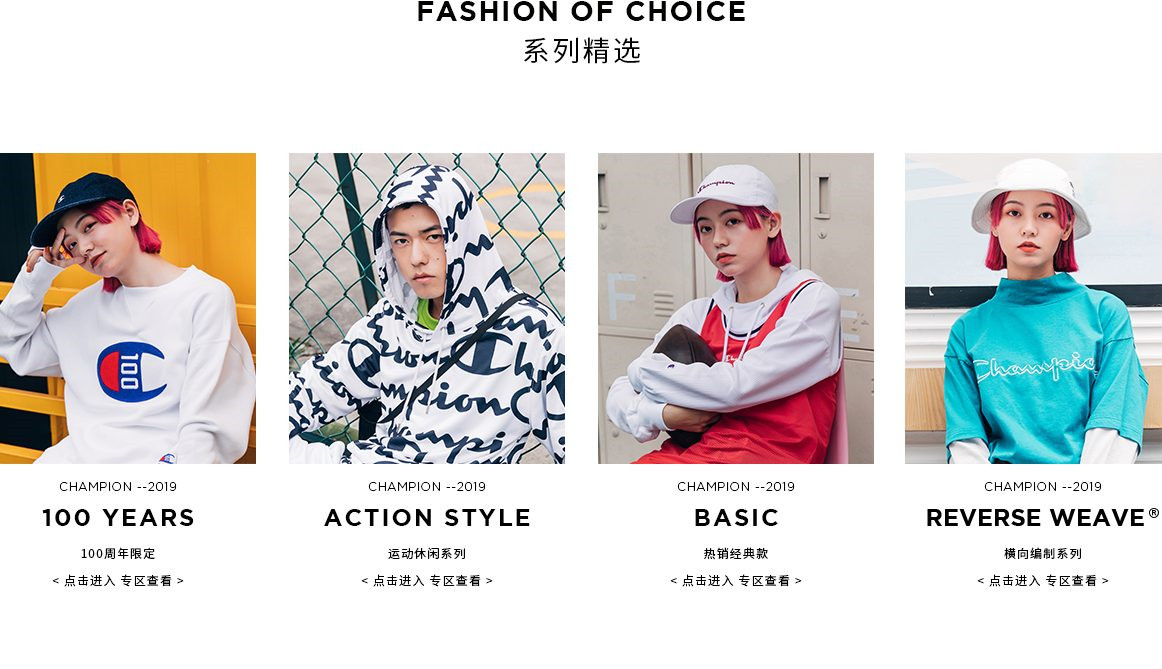 FASHION OF CHOICE
系列精选
100
Champion
Champion
Champion
CHAMPION --2019
100 YEARS
100周年限定
< 点击进入 专区查看 >
CHAMPION --2019
ACTION STYLE
运动休闲系列
< 点击进入 专区查看 >
CHAMPION --2019
BASIC
热销经典款
< 点击进入 专区查看 >
CHAMPION --2019
REVERSE WEAVE®
横向编制系列
< 点击进入 专区查看 >